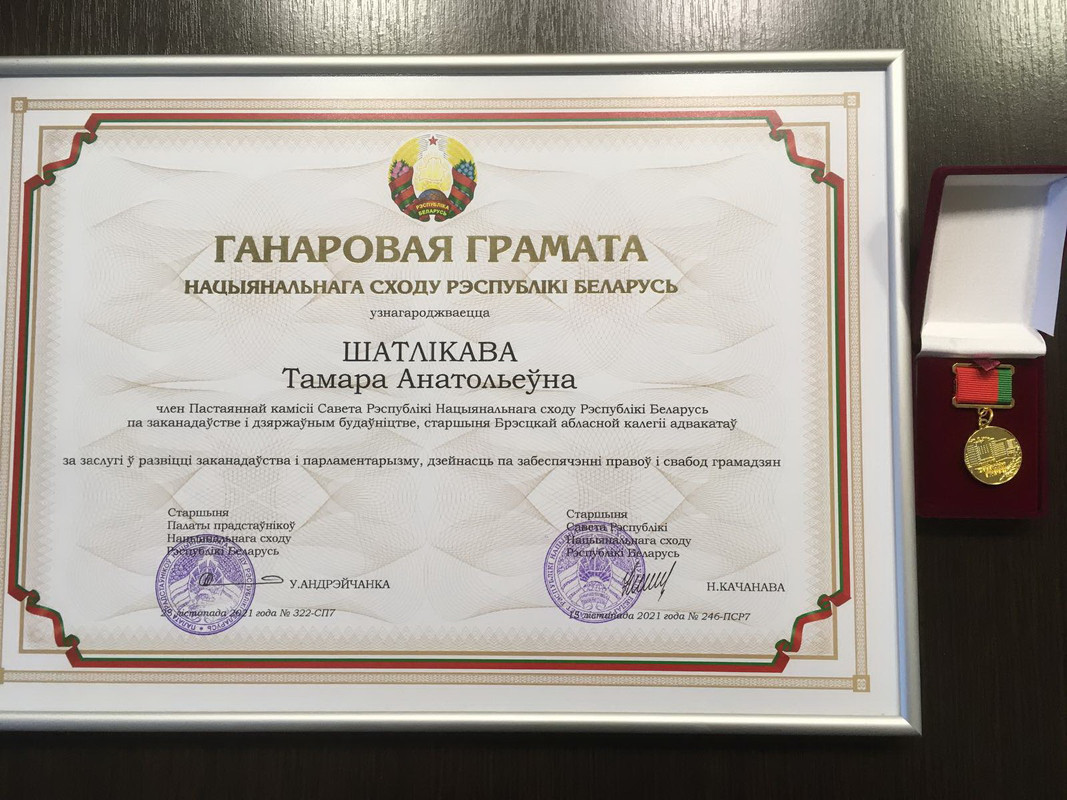 РЭСПУБЛІКА
БЕЛАРУСЬ
ГАНАРОВАЯ ГРАМАТА
НАЦЫЯНАЛЬНАГА СХОДУ РЭСПУБЛІКІ БЕЛАРУСЬ
узнагароджваецца
ШАТЛІКАВА
Тамара Анатольеўна
член Пастаяннай камісіі Савета Рэспублікі Нацыянальнага сходу Рэспублікі Беларусь
па заканадаўстве і дзяржаўным будаўніцтве, старшыня Брэсцкай абласной калегіі адвакатаў
за заслугі ў развіцці заканадаўства і парламентарызму, дзейнасць па забеспячэнні правоў і свабод грамадзян
Старшыня
Палаты прадстаўнікоў
Нацыянальнага сходу
Рэспублікі Беларусь
У.АНДРЭЙЧАНКА
лістапада 2021 года № 322-СП7
Старшыня
Савета Рэспублікі
Нацыянальнага сходу
Рэспублікі Беларусь
Н.КАЧАНАВА
15 лістапада 2021 года № 246-ПСР7